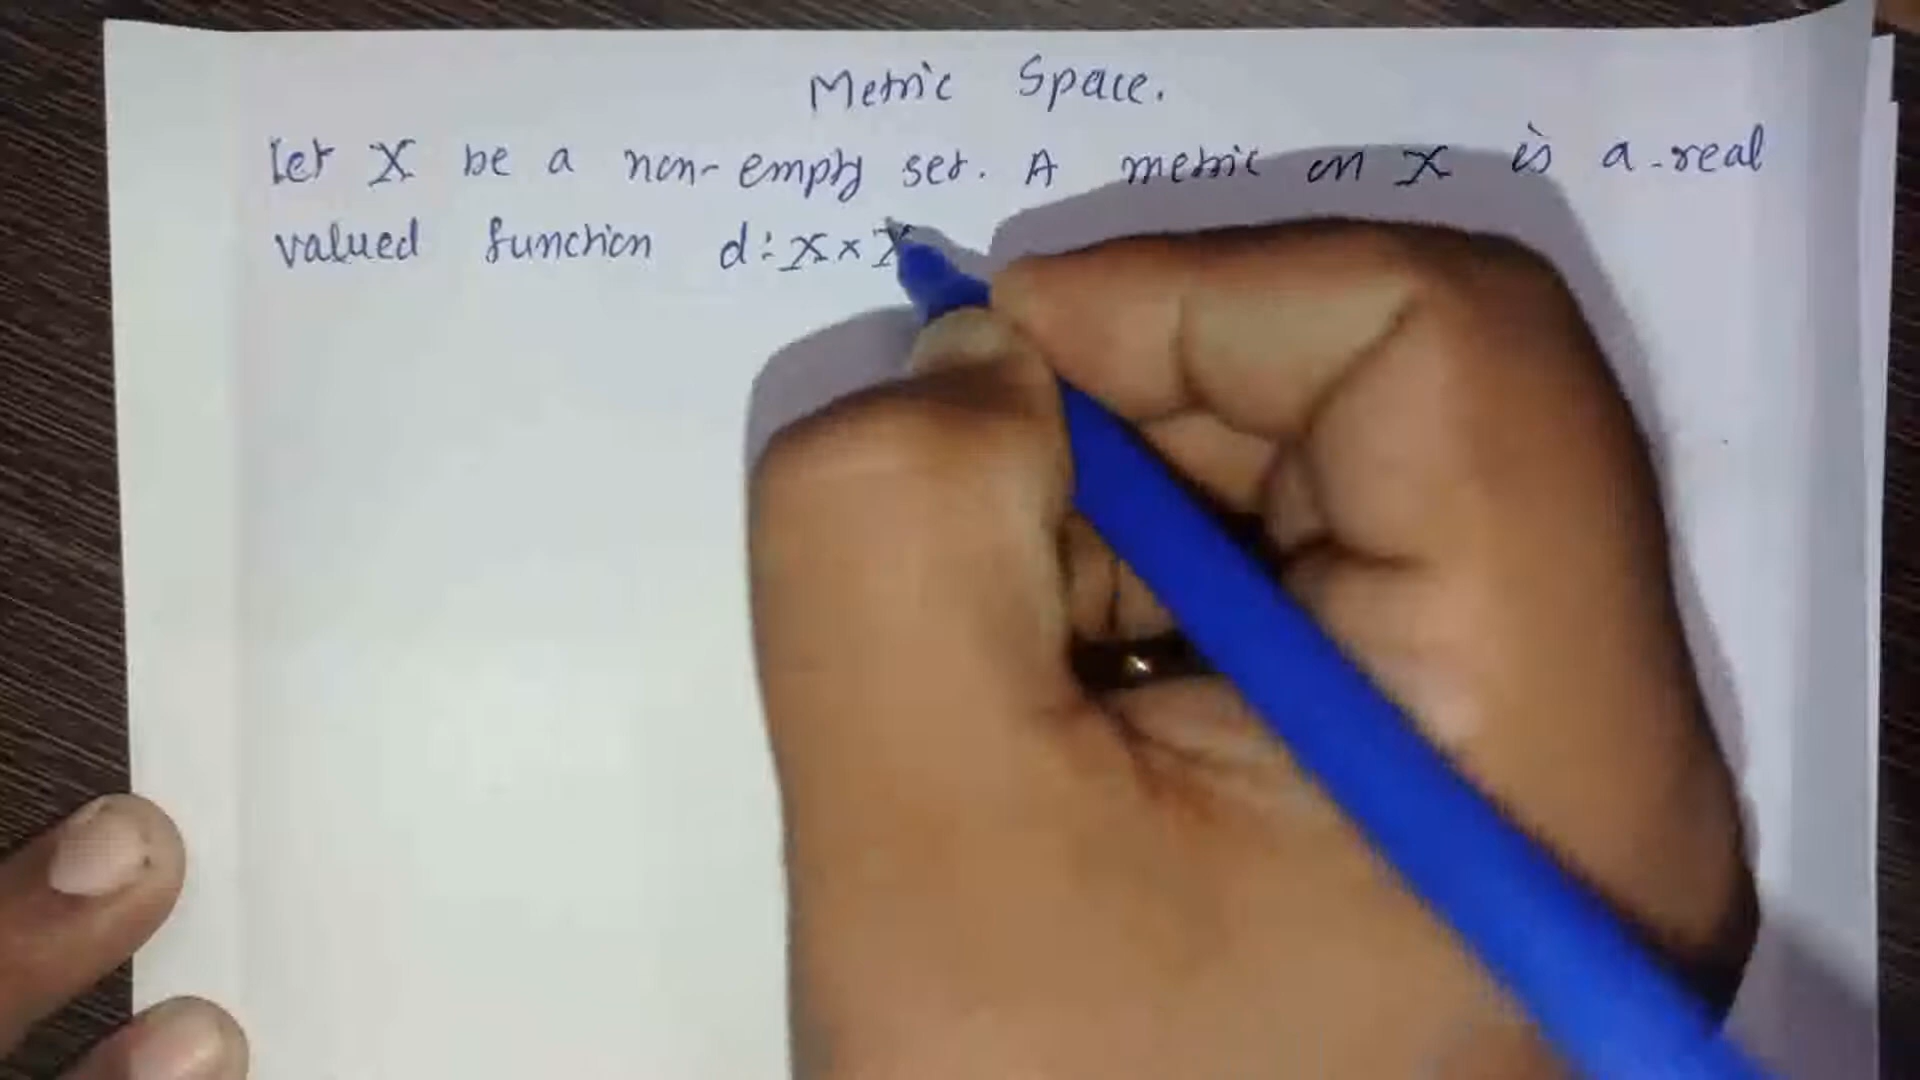 Metric Space.
Let X be a non-empty set. A metric on X is a real
valued function d: X × X